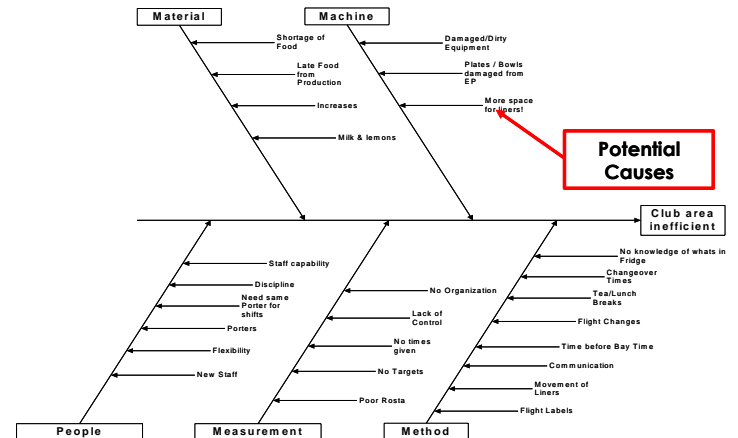 Material
Machine
Shortage of
Food
Late Food
from
Production
Increases
Milk & lemons
Damaged/Dirty
Equipment
Plates / Bowls
damaged from
EP
More space
for liners!
Potential
Causes
Club area
inefficient
Staff capability
Discipline
Need same
Porter for
shifts
Porters
Flexibility
New Staff
No Organization
Lack of
Control
No times
given
No Targets
Poor Rosta
No knowledge of whats in
Fridge
Changeover
Times
Tea/Lunch
Breaks
Flight Changes
Time before Bay Time
Communication
Movement of
Liners
Flight Labels
People
Measurement
Method